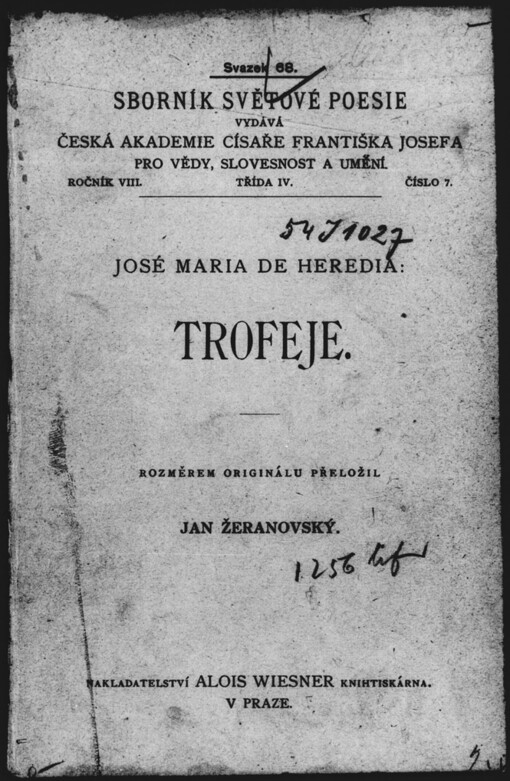 Svazek 68.
SBORNÍK SVĚTOVÉ POESIE
VYDÁVÁ
ČESKÁ AKADEMIE CÍSAŘE FRANTIŠKA JOSEFA
PRO VĚDY, SLOVESNOST A UMĚNÍ.
ROČNÍK VIII. TŘÍDA IV. ČÍSLO 7.
54 J 1027
JOSÉ MARIA DE HEREDIA:
TROFEJE.
ROZMĚREM ORIGINÁLU PŘELOŽIL
JAN ŽERANOVSKÝ.
1256
NAKLADATELSTVÍ ALOIS WIESNER KNIHTISKÁRNA.
V PRAZE.